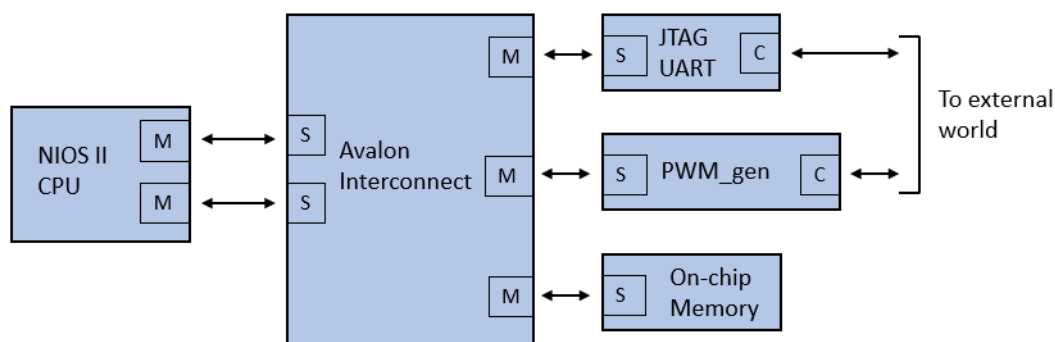 NIOS II
CPU
M
M
S
S
Avalon
Interconnect
M
M
M
S
JTAG
UART
C
S
PWM_gen
C
S
On-chip
Memory
To external
world